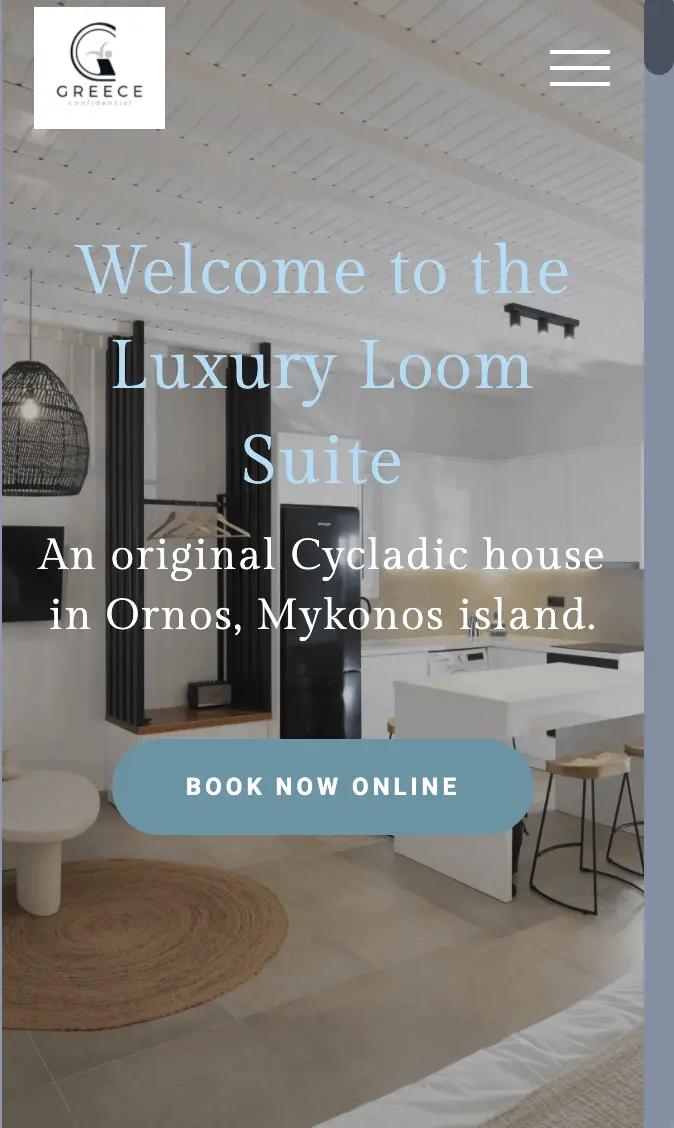 GREECE
confidential
Welcome to the
Luxury Loom
Suite
An original Cycladic house
in Ornos, Mykonos island.
BOOK NOW ONLINE